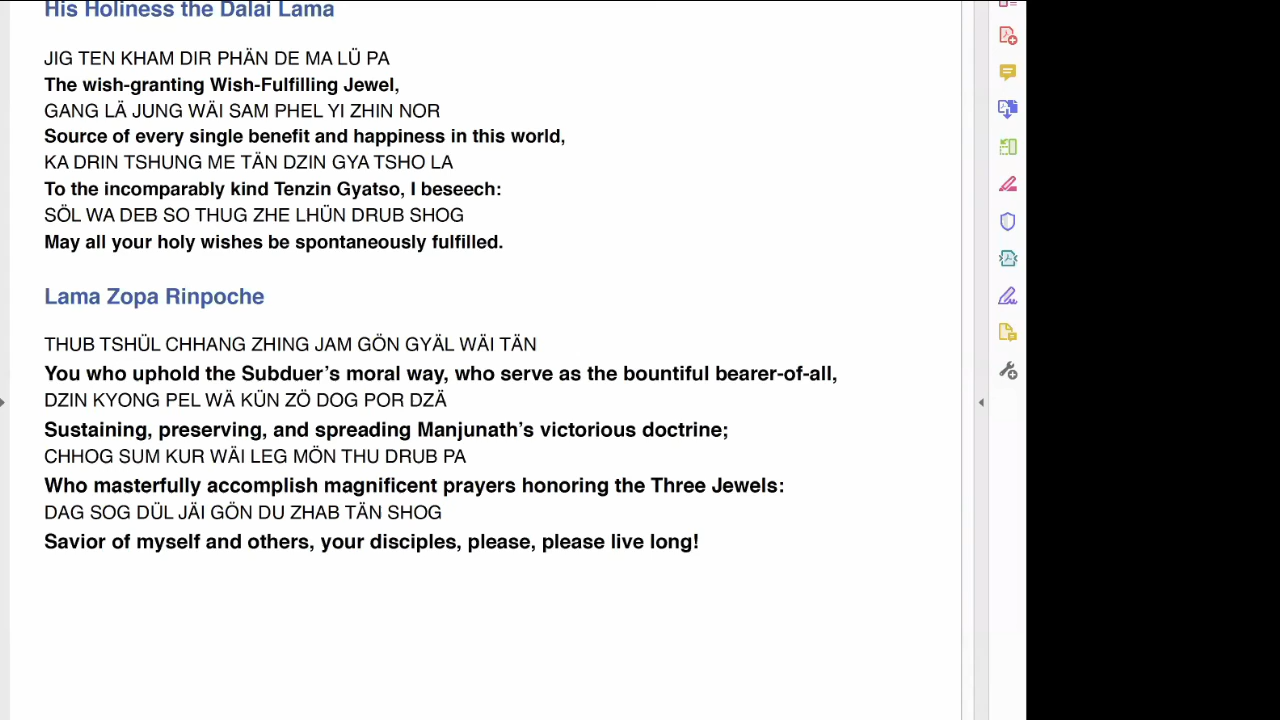 His Holiness the Dalai Lama
JIG TEN KHAM DIR PHÄN DE MA LÜ PA
The wish-granting Wish-Fulfilling Jewel,
GANG LÄ JUNG WÄI SAM PHEL YI ZHIN NOR
Source of every single benefit and happiness in this world,
KA DRIN TSHUNG ME TÄN DZIN GYA TSHO LA
To the incomparably kind Tenzin Gyatso, I beseech:
SÖL WA DEB SO THUG ZHE LHÜN DRUB SHOG
May all your holy wishes be spontaneously fulfilled.
Lama Zopa Rinpoche
THUB TSHÜL CHHANG ZHING JAM GÖN GYÄL WÄI TÄN
You who uphold the Subduer’s moral way, who serve as the bountiful bearer-of-all,
DZIN KYONG PEL WÄ KÜN ZÖ DOG POR DZÄ
Sustaining, preserving, and spreading Manjunath’s victorious doctrine;
CHHOG SUM KUR WÄI LEG MÖN THU DRUB PA
Who masterfully accomplish magnificent prayers honoring the Three Jewels:
DAG SOG DÜL JÄI GÖN DU ZHAB TÄN SHOG
Savior of myself and others, your disciples, please, please live long!